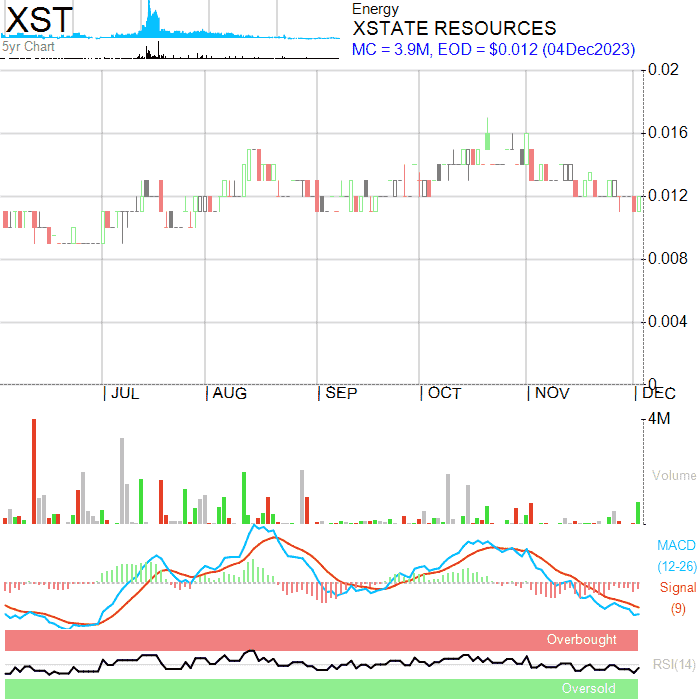 XST
5yr Chart
Energy
XSTATE RESOURCES
MC = 3.9M, EOD = $0.012 (04Dec2023)
0.02
0.016
0.012
0.008
0.004
0
JUL AUG SEP OCT NOV DEC
4M
Volume
MACD
(12-26)
Signal
(9)
Overbought
RSI(14)
Oversold